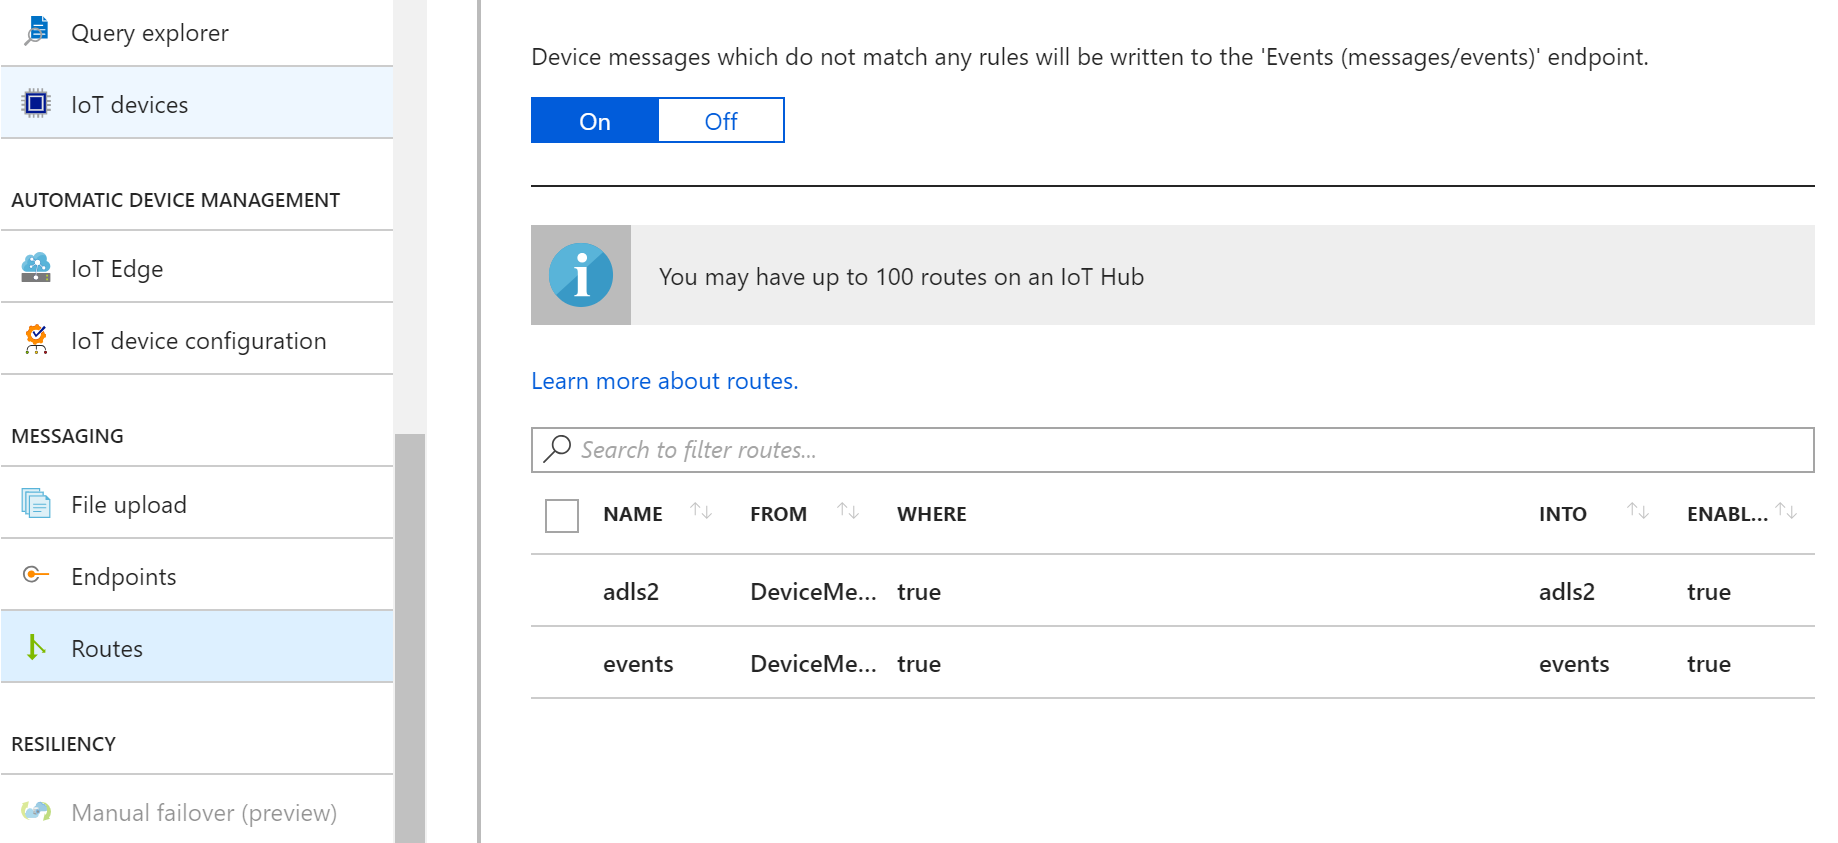 Query explorer
IoT devices
AUTOMATIC DEVICE MANAGEMENT
IoT Edge
IoT device configuration
MESSAGING
File upload
Endpoints
Routes
RESILIENCY
Manual failover (preview)
Device messages which do not match any rules will be written to the 'Events (messages/events)' endpoint.
On Off
You may have up to 100 routes on an IoT Hub
Learn more about routes.
Search to filter routes...
NAME FROM WHERE INTO ENABL...
adls2 DeviceMe... true adls2 true
events DeviceMe... true events true